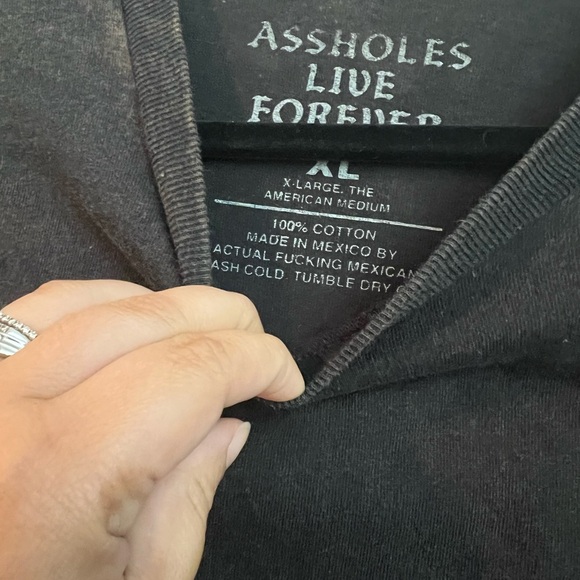 ASSHOLES
LIVE
FOREVER
XL
X-LARGE. THE
AMERICAN MEDIUM
100% COTTON
MADE IN MEXICO BY
ACTUAL FUCKING MEXICAN
ASH COLD. TUMBLE DRY